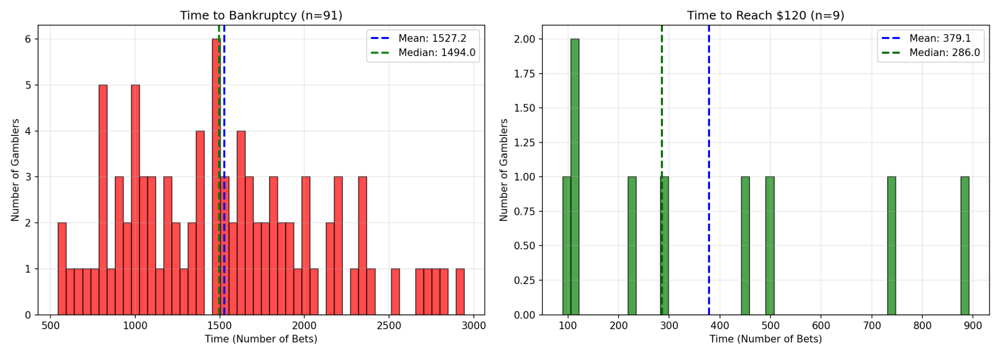 Time to Bankruptcy (n=91)
Number of Gamblers
6
5
4
3
2
1
0
Mean: 1527.2
Median: 1494.0
500 1000 1500 2000 2500 3000
Time (Number of Bets)
Time to Reach $120 (n=9)
Number of Gamblers
2.00
1.75
1.50
1.25
1.00
0.75
0.50
0.25
0.00
Mean: 379.1
Median: 286.0
100 200 300 400 500 600 700 800 900
Time (Number of Bets)